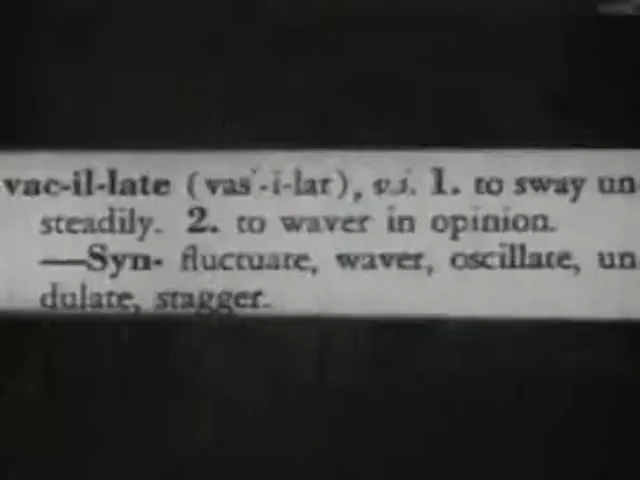 vac-il-late (vas′-i-lat), v.i. 1. to sway un
steadily. 2. to waver in opinion.
—Syn- fluctuate, waver, oscillate, un
dulate, stagger.